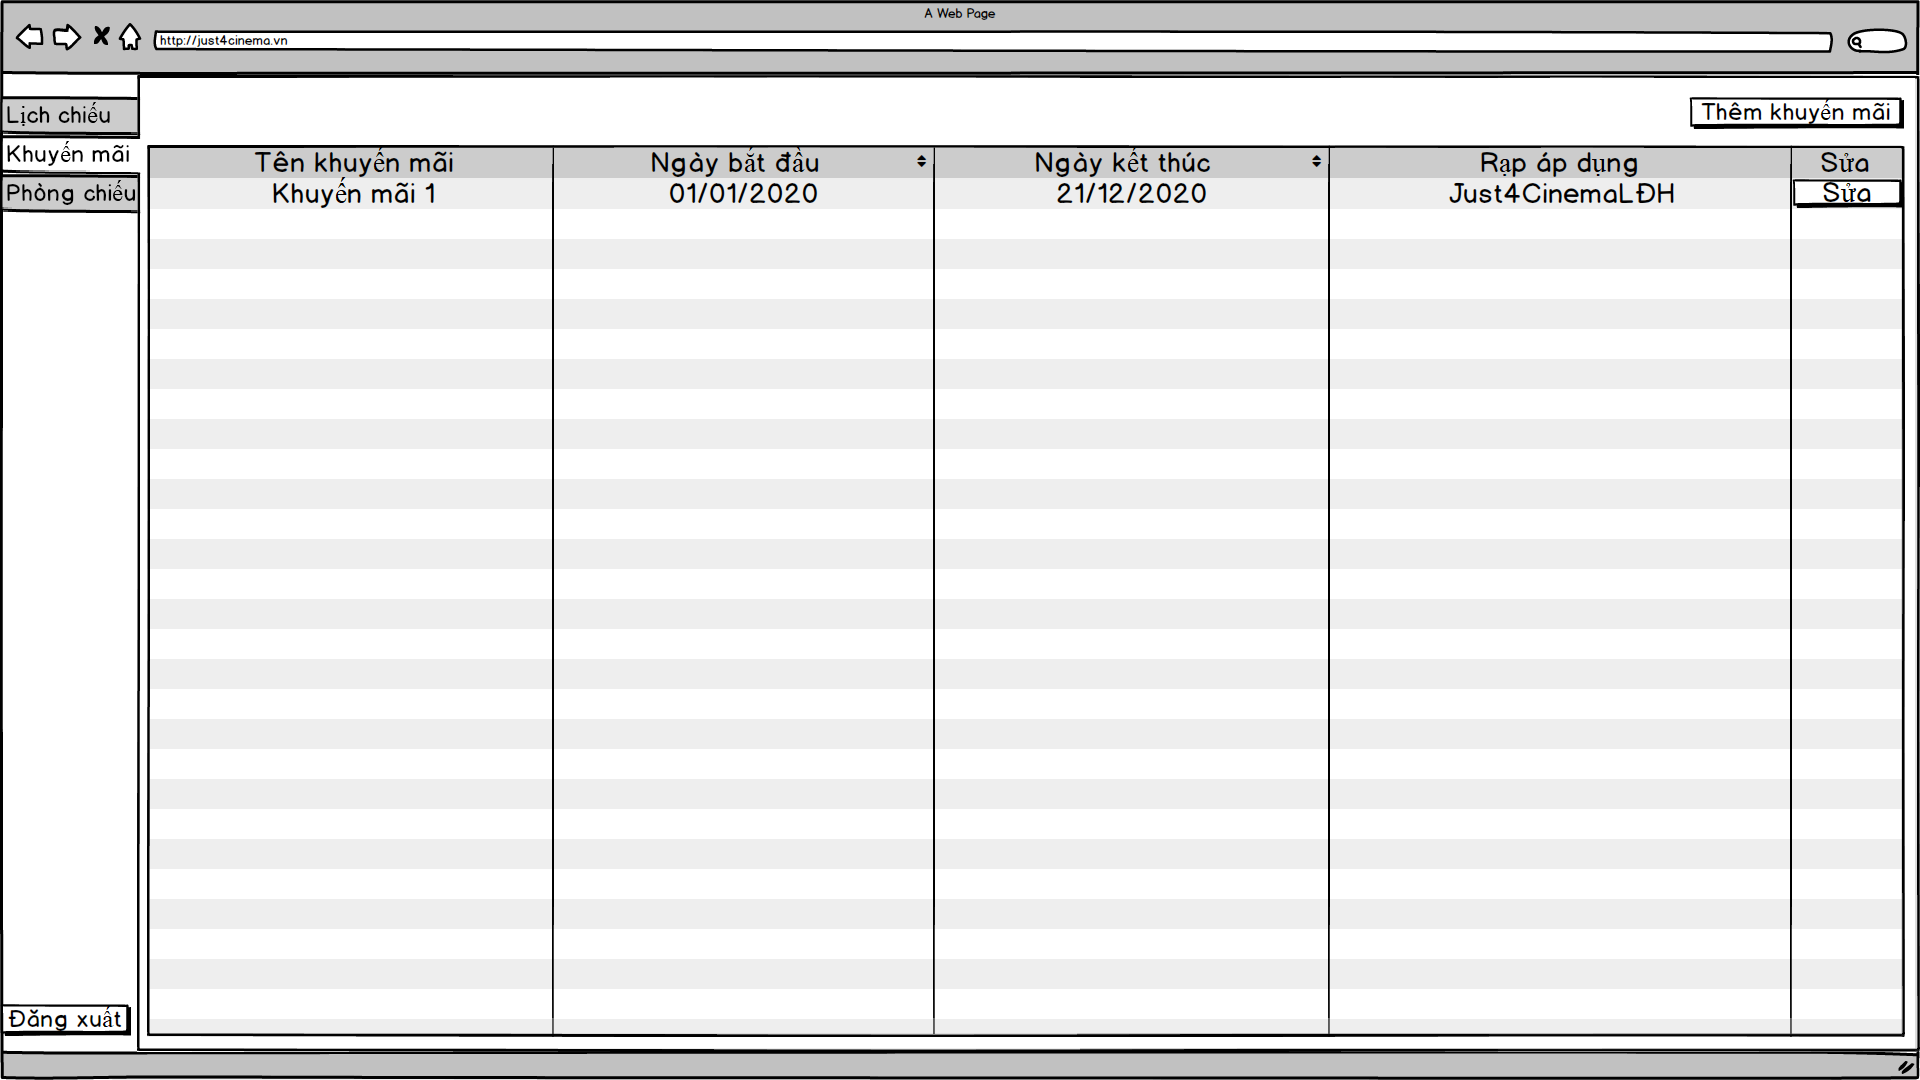 A Web Page
http://just4cinema.vn
Lịch chiếu
Khuyến mãi
Phòng chiếu
Đăng xuất
Thêm khuyến mãi
Tên khuyến mãi Ngày bắt đầu Ngày kết thúc Rạp áp dụng Sửa
Khuyến mãi 1 01/01/2020 21/12/2020 Just4CinemaLĐH Sửa